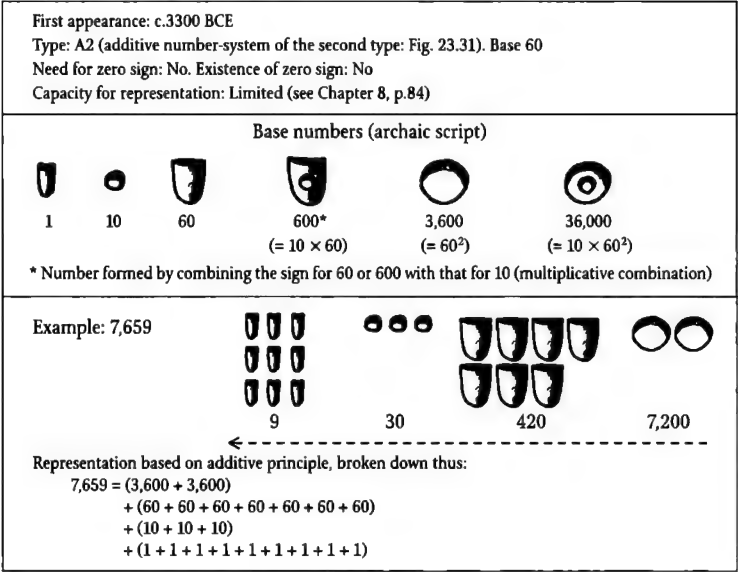 First appearance: c.3300 BCE
Type: A2 (additive number-system of the second type: Fig. 23.31). Base 60
Need for zero sign: No. Existence of zero sign: No
Capacity for representation: Limited (see Chapter 8, p.84)
Base numbers (archaic script)
1 10 60 600* 3,600 36,000
(= 10 × 60) (= 60²) (= 10 × 60²)
* Number formed by combining the sign for 60 or 600 with that for 10 (multiplicative combination)
Example: 7,659
9 30 420 7,200
Representation based on additive principle, broken down thus:
7,659 = (3,600 + 3,600)
+ (60 + 60 + 60 + 60 + 60 + 60 + 60)
+ (10 + 10 + 10)
+ (1 + 1 + 1 + 1 + 1 + 1 + 1 + 1 + 1)